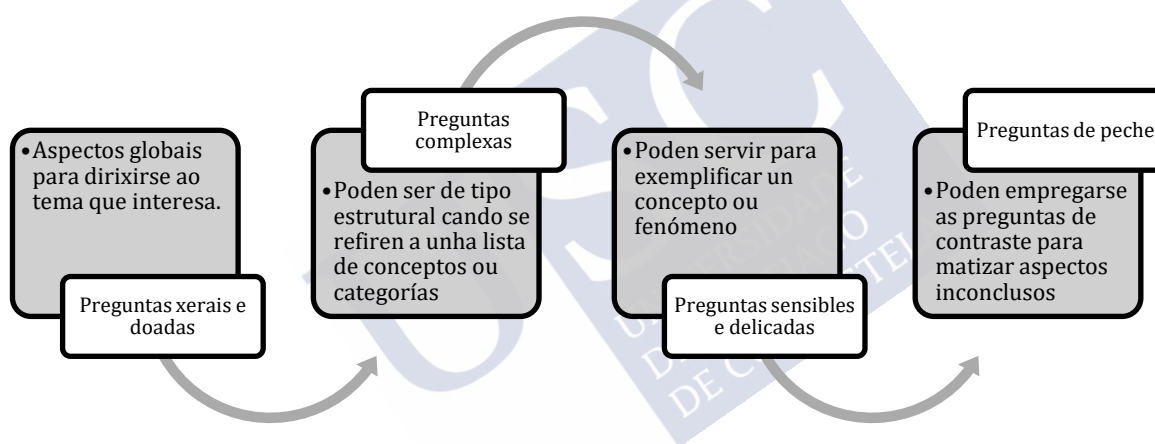 •Aspectos globais
para dirixirse ao
tema que interesa.
Preguntas xerais e
doadas
Preguntas
complexas
•Poden ser de tipo
estrutural cando se
refiren a unha lista
de conceptos ou
categorías
•Poden servir para
exemplificar un
concepto ou
fenómeno
Preguntas sensibles
e delicadas
Preguntas de peche
•Poden empregarse
as preguntas de
contraste para
matizar aspectos
inconclusos
USC